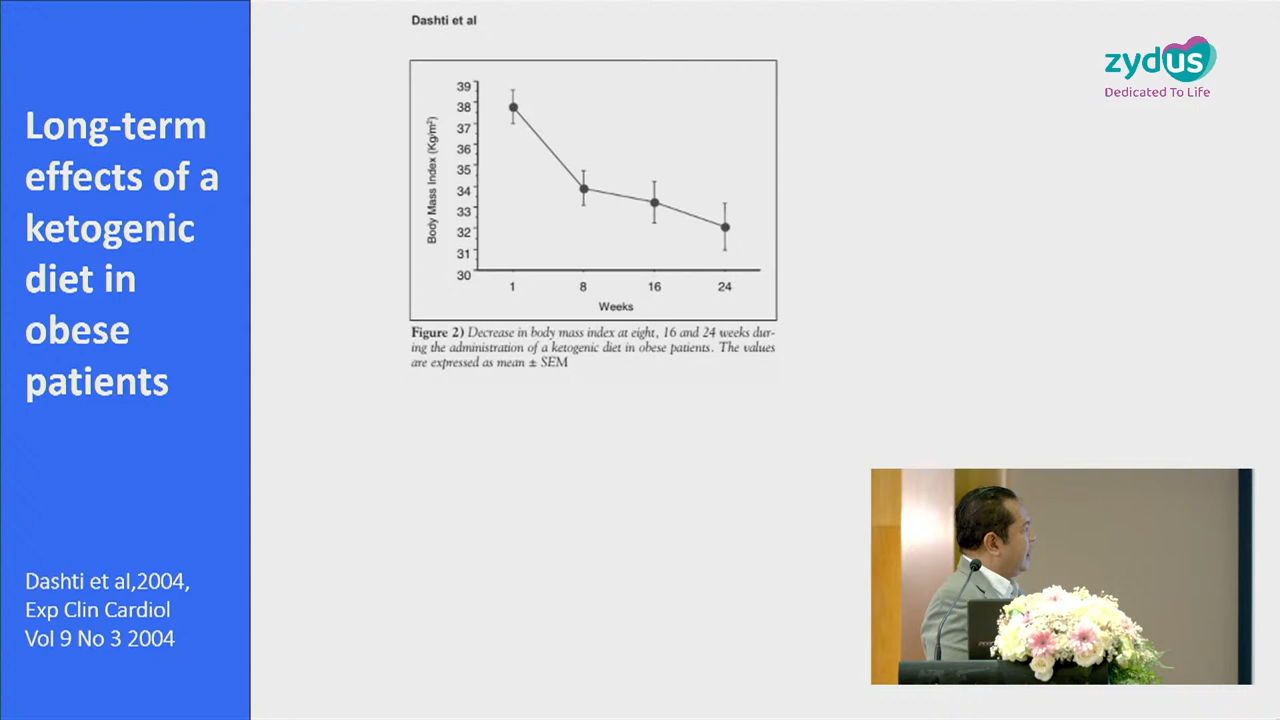 Long-term
effects of a
ketogenic
diet in
obese
patients
Dashti et al,2004,
Exp Clin Cardiol
Vol 9 No 3 2004
Dashti et al
39
38
37
36
35
34
33
32
31
30
Body Mass Index (Kg/m²)
1 8 16 24
Weeks
Figure 2) Decrease in body mass index at eight, 16 and 24 weeks dur-
ing the administration of a ketogenic diet in obese patients. The values
are expressed as mean ± SEM
zydus
Dedicated To Life